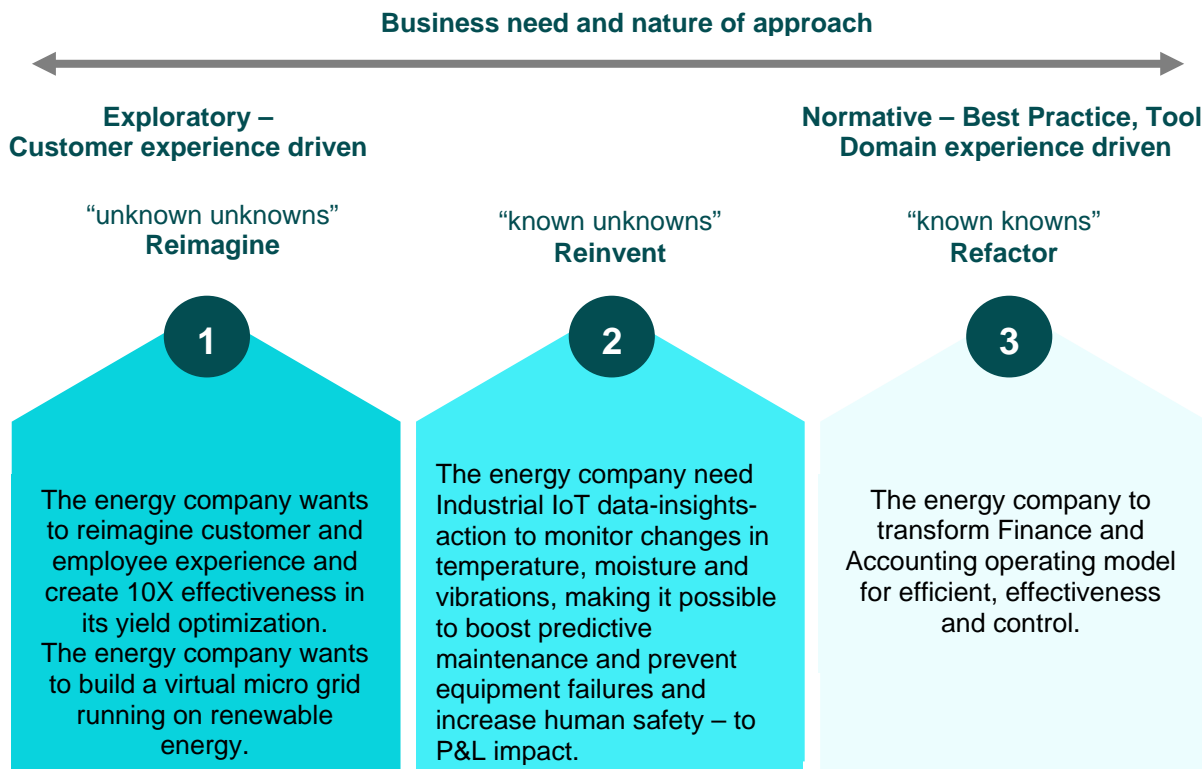 Business need and nature of approach
Exploratory –
Customer experience driven
Normative – Best Practice, Tool
Domain experience driven
“unknown unknowns”
Reimagine
“known unknowns”
Reinvent
“known knowns”
Refactor
1
2
3
The energy company wants
to reimagine customer and
employee experience and
create 10X effectiveness in
its yield optimization.
The energy company wants
to build a virtual micro grid
running on renewable
energy.
The energy company need
Industrial IoT data-insights-
action to monitor changes in
temperature, moisture and
vibrations, making it possible
to boost predictive
maintenance and prevent
equipment failures and
increase human safety – to
P&L impact.
The energy company to
transform Finance and
Accounting operating model
for efficient, effectiveness
and control.